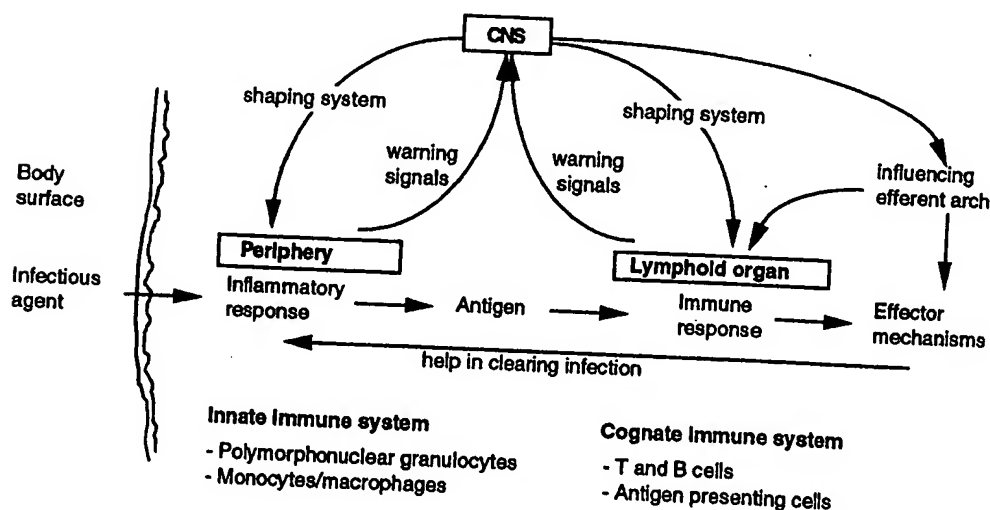 CNS
shaping system
shaping system
warning
signals
warning
signals
influencing
efferent arch
Body
surface
Periphery
Lymphoid organ
Infectious
agent
Inflammatory
response
Antigen
Immune
response
Effector
mechanisms
help in clearing infection
Innate Immune system
- Polymorphonuclear granulocytes
- Monocytes/macrophages
Cognate Immune system
- T and B cells
- Antigen presenting cells